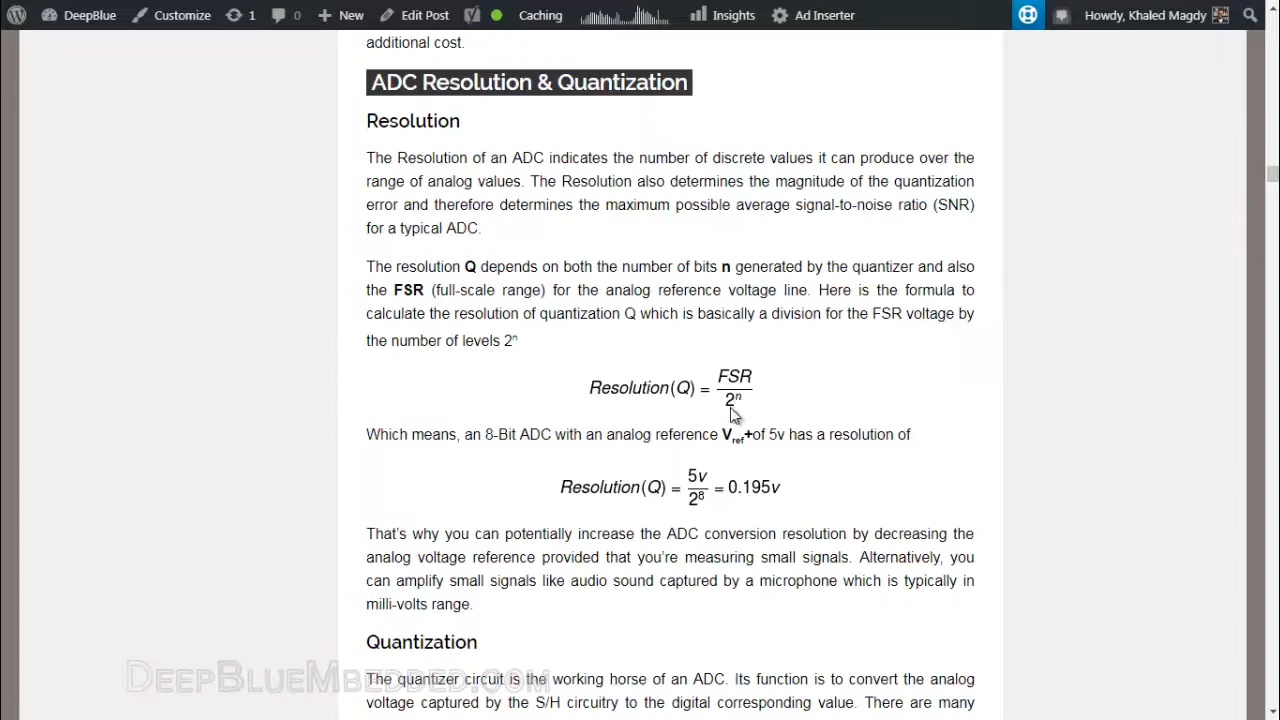 DeepBlue Customize 1 0 New Edit Post Caching Insights Ad Inserter Howdy, Khaled Magdy
additional cost.
ADC Resolution & Quantization
Resolution
The Resolution of an ADC indicates the number of discrete values it can produce over the
range of analog values. The Resolution also determines the magnitude of the quantization
error and therefore determines the maximum possible average signal-to-noise ratio (SNR)
for a typical ADC.
The resolution Q depends on both the number of bits n generated by the quantizer and also
the FSR (full-scale range) for the analog reference voltage line. Here is the formula to
calculate the resolution of quantization Q which is basically a division for the FSR voltage by
the number of levels 2ⁿ
Resolution(Q) = FSR / 2ⁿ
Which means, an 8-Bit ADC with an analog reference Vref+of 5v has a resolution of
Resolution(Q) = 5v / 2⁸ = 0.195v
That's why you can potentially increase the ADC conversion resolution by decreasing the
analog voltage reference provided that you're measuring small signals. Alternatively, you
can amplify small signals like audio sound captured by a microphone which is typically in
milli-volts range.
Quantization
The quantizer circuit is the working horse of an ADC. Its function is to convert the analog
voltage captured by the S/H circuitry to the digital corresponding value. There are many
DeepBlueMbedded.com